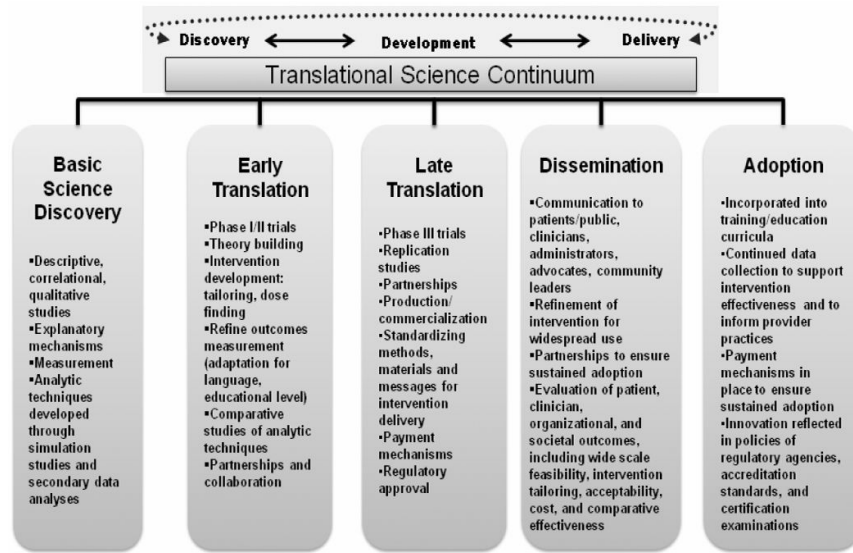 Discovery Development Delivery
Translational Science Continuum
Basic
Science
Discovery
▪Descriptive,
correlational,
qualitative
studies
▪Explanatory
mechanisms
▪Measurement
▪Analytic
techniques
developed
through
simulation
studies and
secondary data
analyses
Early
Translation
▪Phase I/II trials
▪Theory building
▪Intervention
development:
tailoring, dose
finding
▪Refine outcomes
measurement
(adaptation for
language,
educational level)
▪Comparative
studies of analytic
techniques
▪Partnerships and
collaboration
Late
Translation
▪Phase III trials
▪Replication
studies
▪Partnerships
▪Production/
commercialization
▪Standardizing
methods,
materials and
messages for
intervention
delivery
▪Payment
mechanisms
▪Regulatory
approval
Dissemination
▪Communication to
patients/public,
clinicians,
administrators,
advocates, community
leaders
▪Refinement of
intervention for
widespread use
▪Partnerships to ensure
sustained adoption
▪Evaluation of patient,
clinician,
organizational, and
societal outcomes,
including wide scale
feasibility, intervention
tailoring, acceptability,
cost, and comparative
effectiveness
Adoption
▪Incorporated into
training/education
curricula
▪Continued data
collection to support
intervention
effectiveness and to
inform provider
practices
▪Payment
mechanisms in
place to ensure
sustained adoption
▪Innovation reflected
in policies of
regulatory agencies,
accreditation
standards, and
certification
examinations